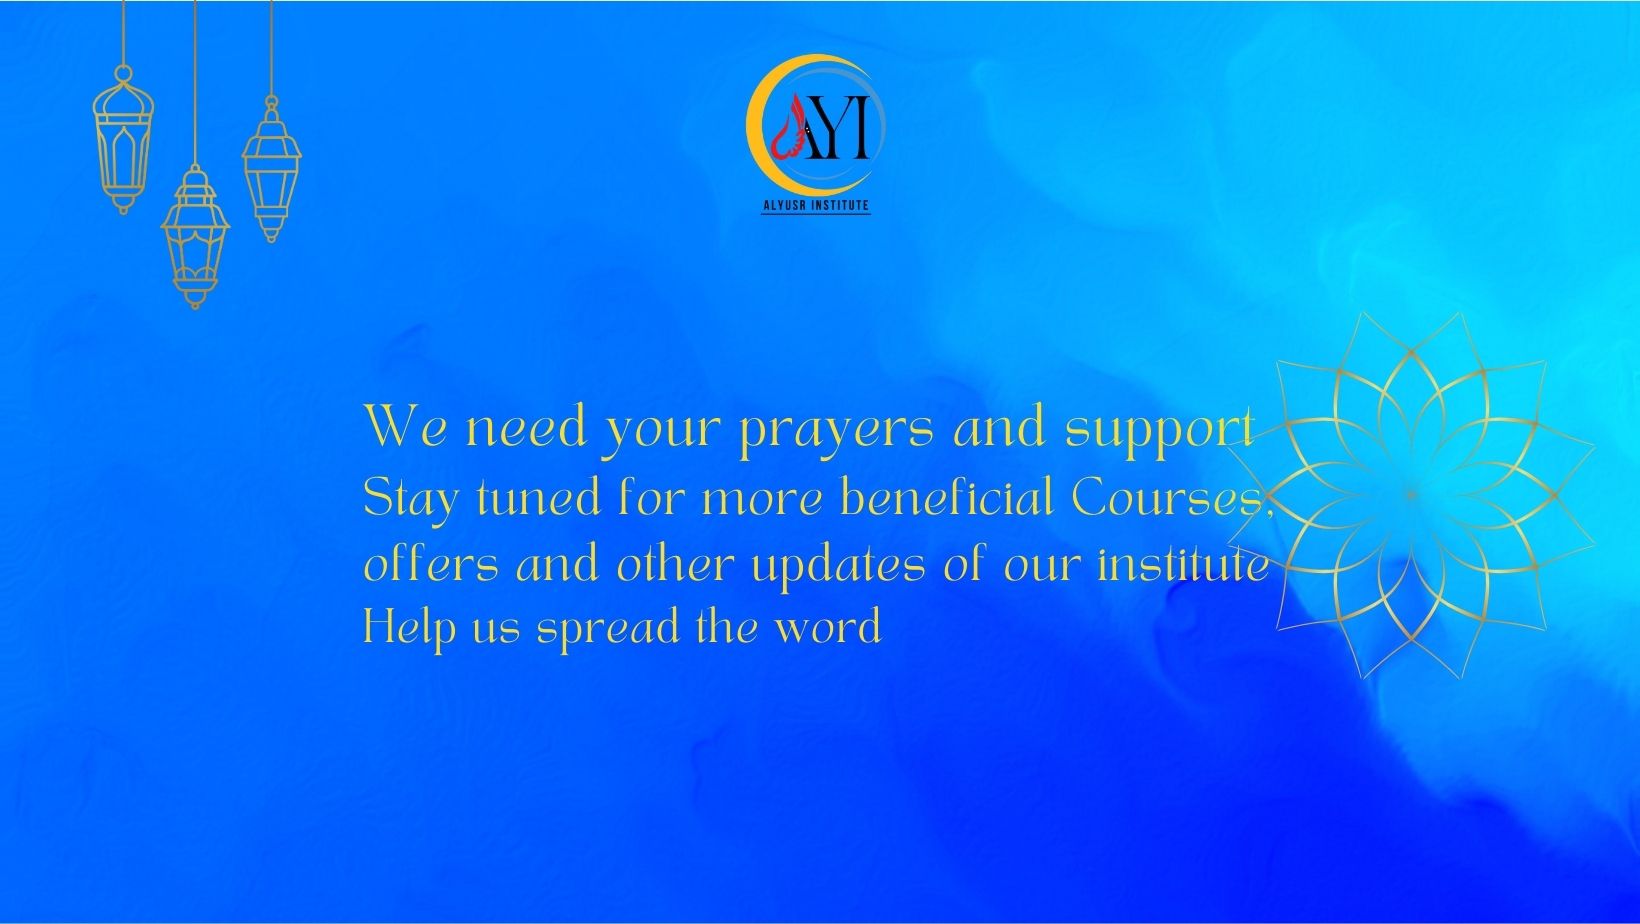 AYI
ALYUSR INSTITUTE
We need your prayers and support
Stay tuned for more beneficial Courses,
offers and other updates of our institute
Help us spread the word